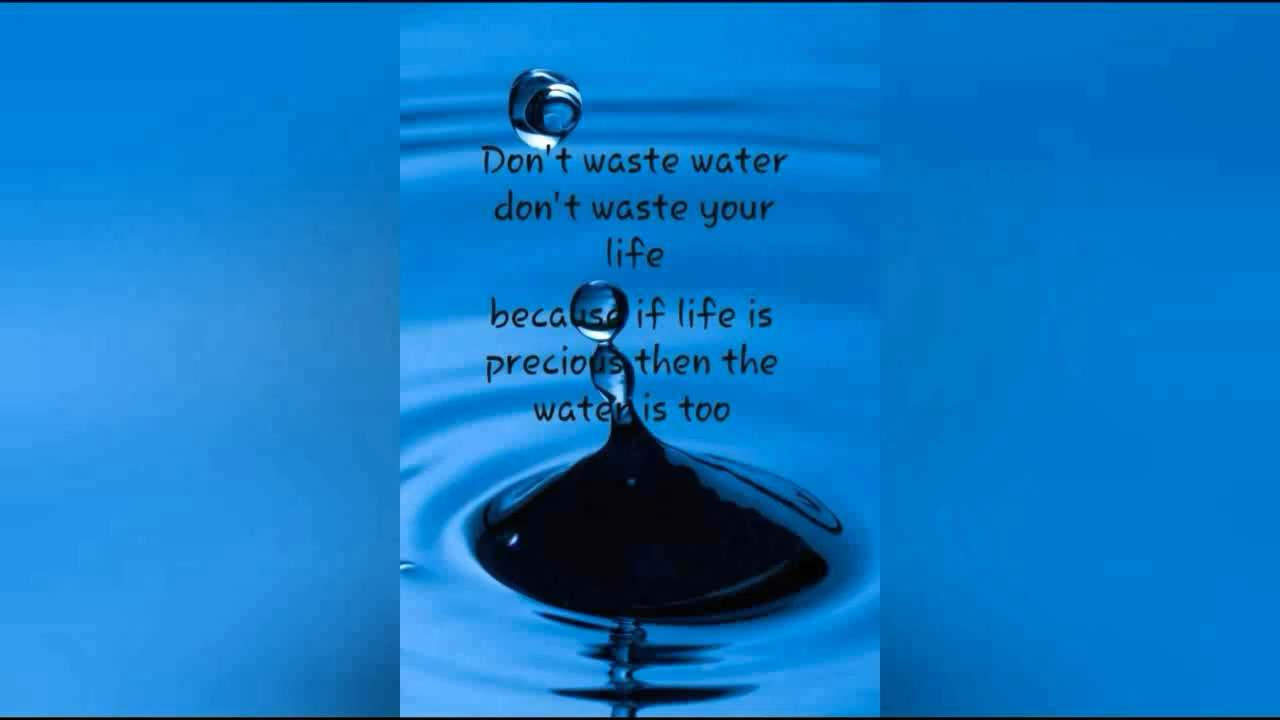 Don't waste water
don't waste your
life
because if life is
precious then the
water is too